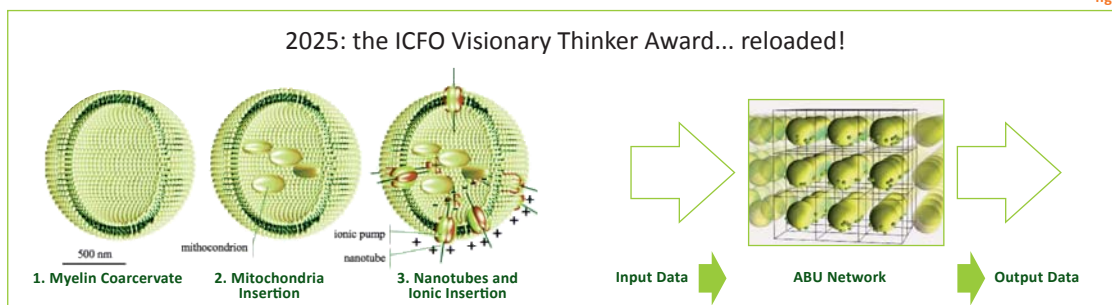 2025: the ICFO Visionary Thinker Award... reloaded!
mithocondrion
ionic pump
nanotube
500 nm
1. Myelin Coarcervate
2. Mitochondria
Insertion
3. Nanotubes and
Ionic Insertion
Input Data
ABU Network
Output Data